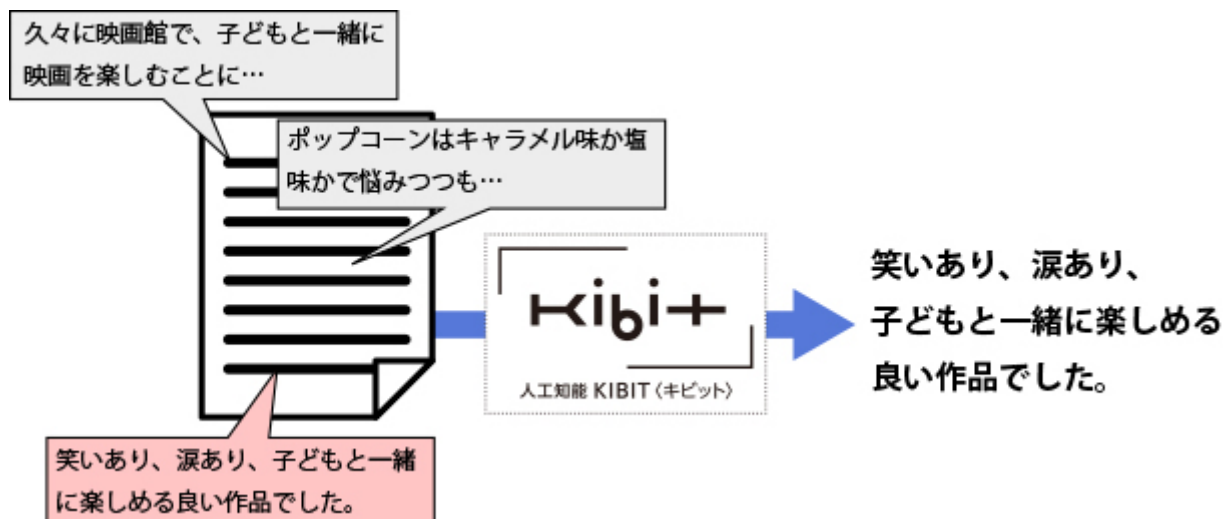 久々に映画館で、子どもと一緒に
映画を楽しむことに…
ポップコーンはキャラメル味か塩
味かで悩みつつも…
kibit
人工知能 KIBIT〈キビット〉
笑いあり、涙あり、
子どもと一緒に楽しめる
良い作品でした。
笑いあり、涙あり、子どもと一緒
に楽しめる良い作品でした。